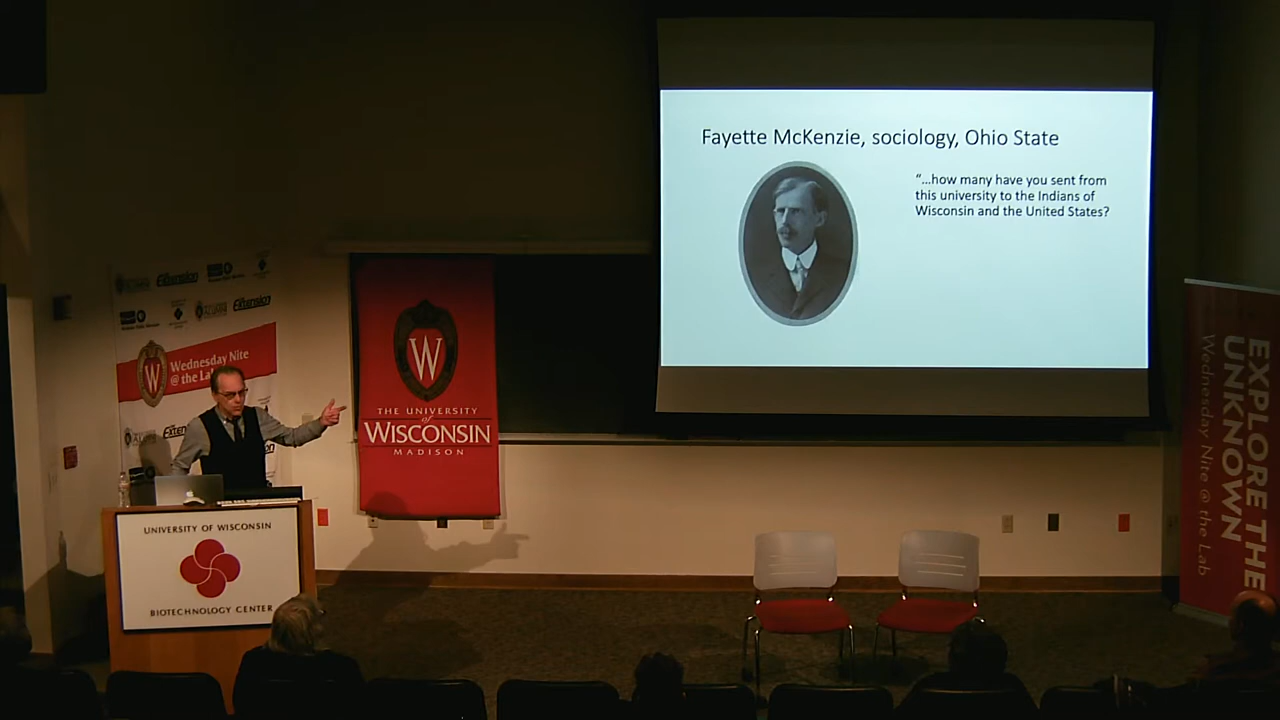 Fayette McKenzie, sociology, Ohio State
“...how many have you sent from
this university to the Indians of
Wisconsin and the United States?
Extension
Extension
Wednesday Nite
@ the Lab
W
W
THE UNIVERSITY
of
WISCONSIN
MADISON
UNIVERSITY OF WISCONSIN
BIOTECHNOLOGY CENTER
EXPLORE THE
UNKNOWN
Wednesday Nite @ the Lab